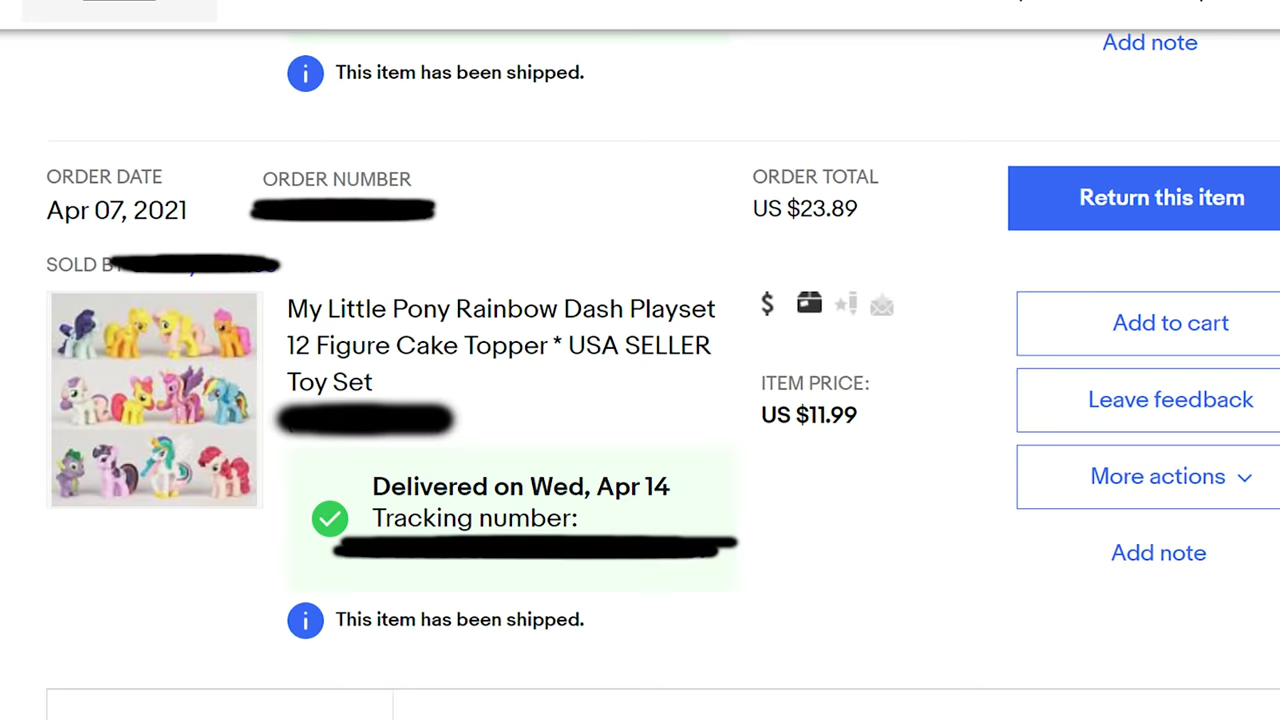 Add note
This item has been shipped.
ORDER DATE
ORDER NUMBER
ORDER TOTAL
Apr 07, 2021
US $23.89
Return this item
SOLD
My Little Pony Rainbow Dash Playset
12 Figure Cake Topper * USA SELLER
Toy Set
$
Add to cart
ITEM PRICE:
US $11.99
Leave feedback
More actions
Delivered on Wed, Apr 14
Tracking number:
Add note
This item has been shipped.